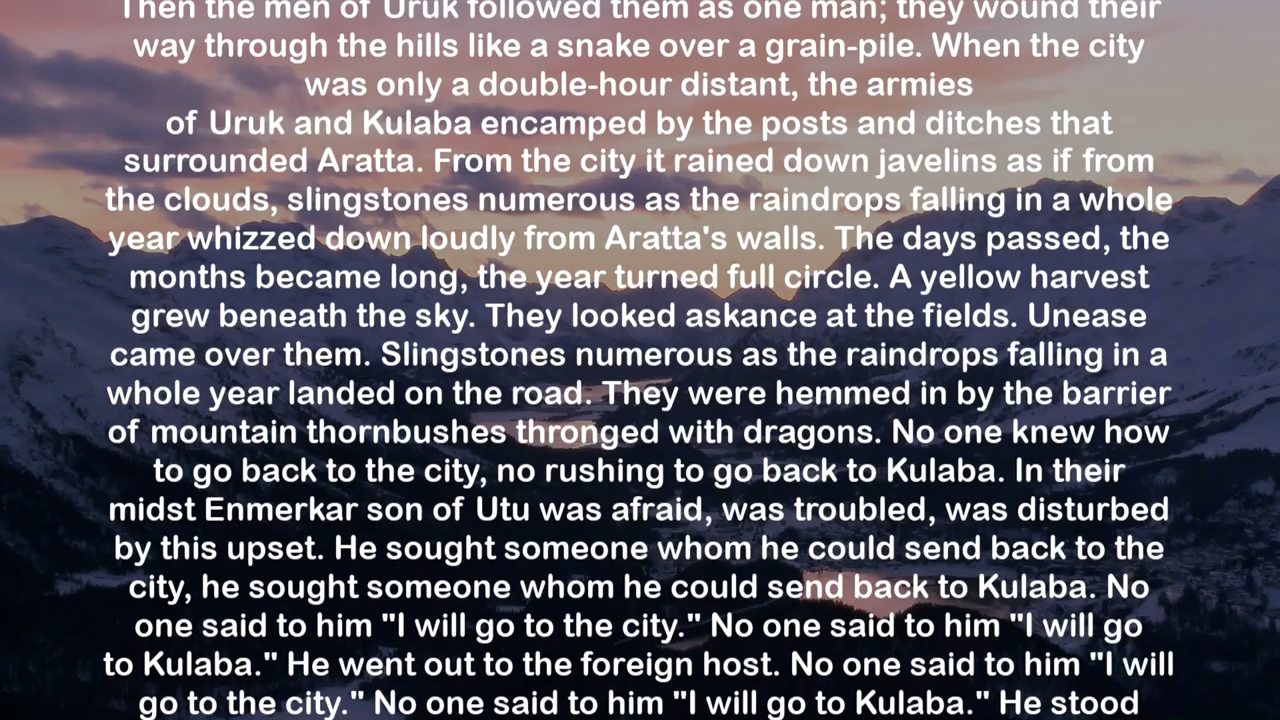 Then the men of Uruk followed them as one man; they wound their
way through the hills like a snake over a grain-pile. When the city
was only a double-hour distant, the armies
of Uruk and Kulaba encamped by the posts and ditches that
surrounded Aratta. From the city it rained down javelins as if from
the clouds, slingstones numerous as the raindrops falling in a whole
year whizzed down loudly from Aratta's walls. The days passed, the
months became long, the year turned full circle. A yellow harvest
grew beneath the sky. They looked askance at the fields. Unease
came over them. Slingstones numerous as the raindrops falling in a
whole year landed on the road. They were hemmed in by the barrier
of mountain thornbushes thronged with dragons. No one knew how
to go back to the city, no rushing to go back to Kulaba. In their
midst Enmerkar son of Utu was afraid, was troubled, was disturbed
by this upset. He sought someone whom he could send back to the
city, he sought someone whom he could send back to Kulaba. No
one said to him "I will go to the city." No one said to him "I will go
to Kulaba." He went out to the foreign host. No one said to him "I will
go to the city." No one said to him "I will go to Kulaba." He stood